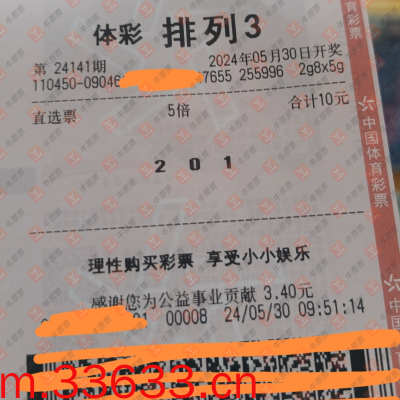 体彩 排列3
第 24141期 2024年05月30日开奖
110450-09046 7655 255996 2g8x5g
直选票 5倍 合计10元
2 0 1
理性购买彩票 享受小小娱乐
感谢您为公益事业贡献 3.40元
01 00008 24/05/30 09:51:14
中国体育彩票
m.33633.cn